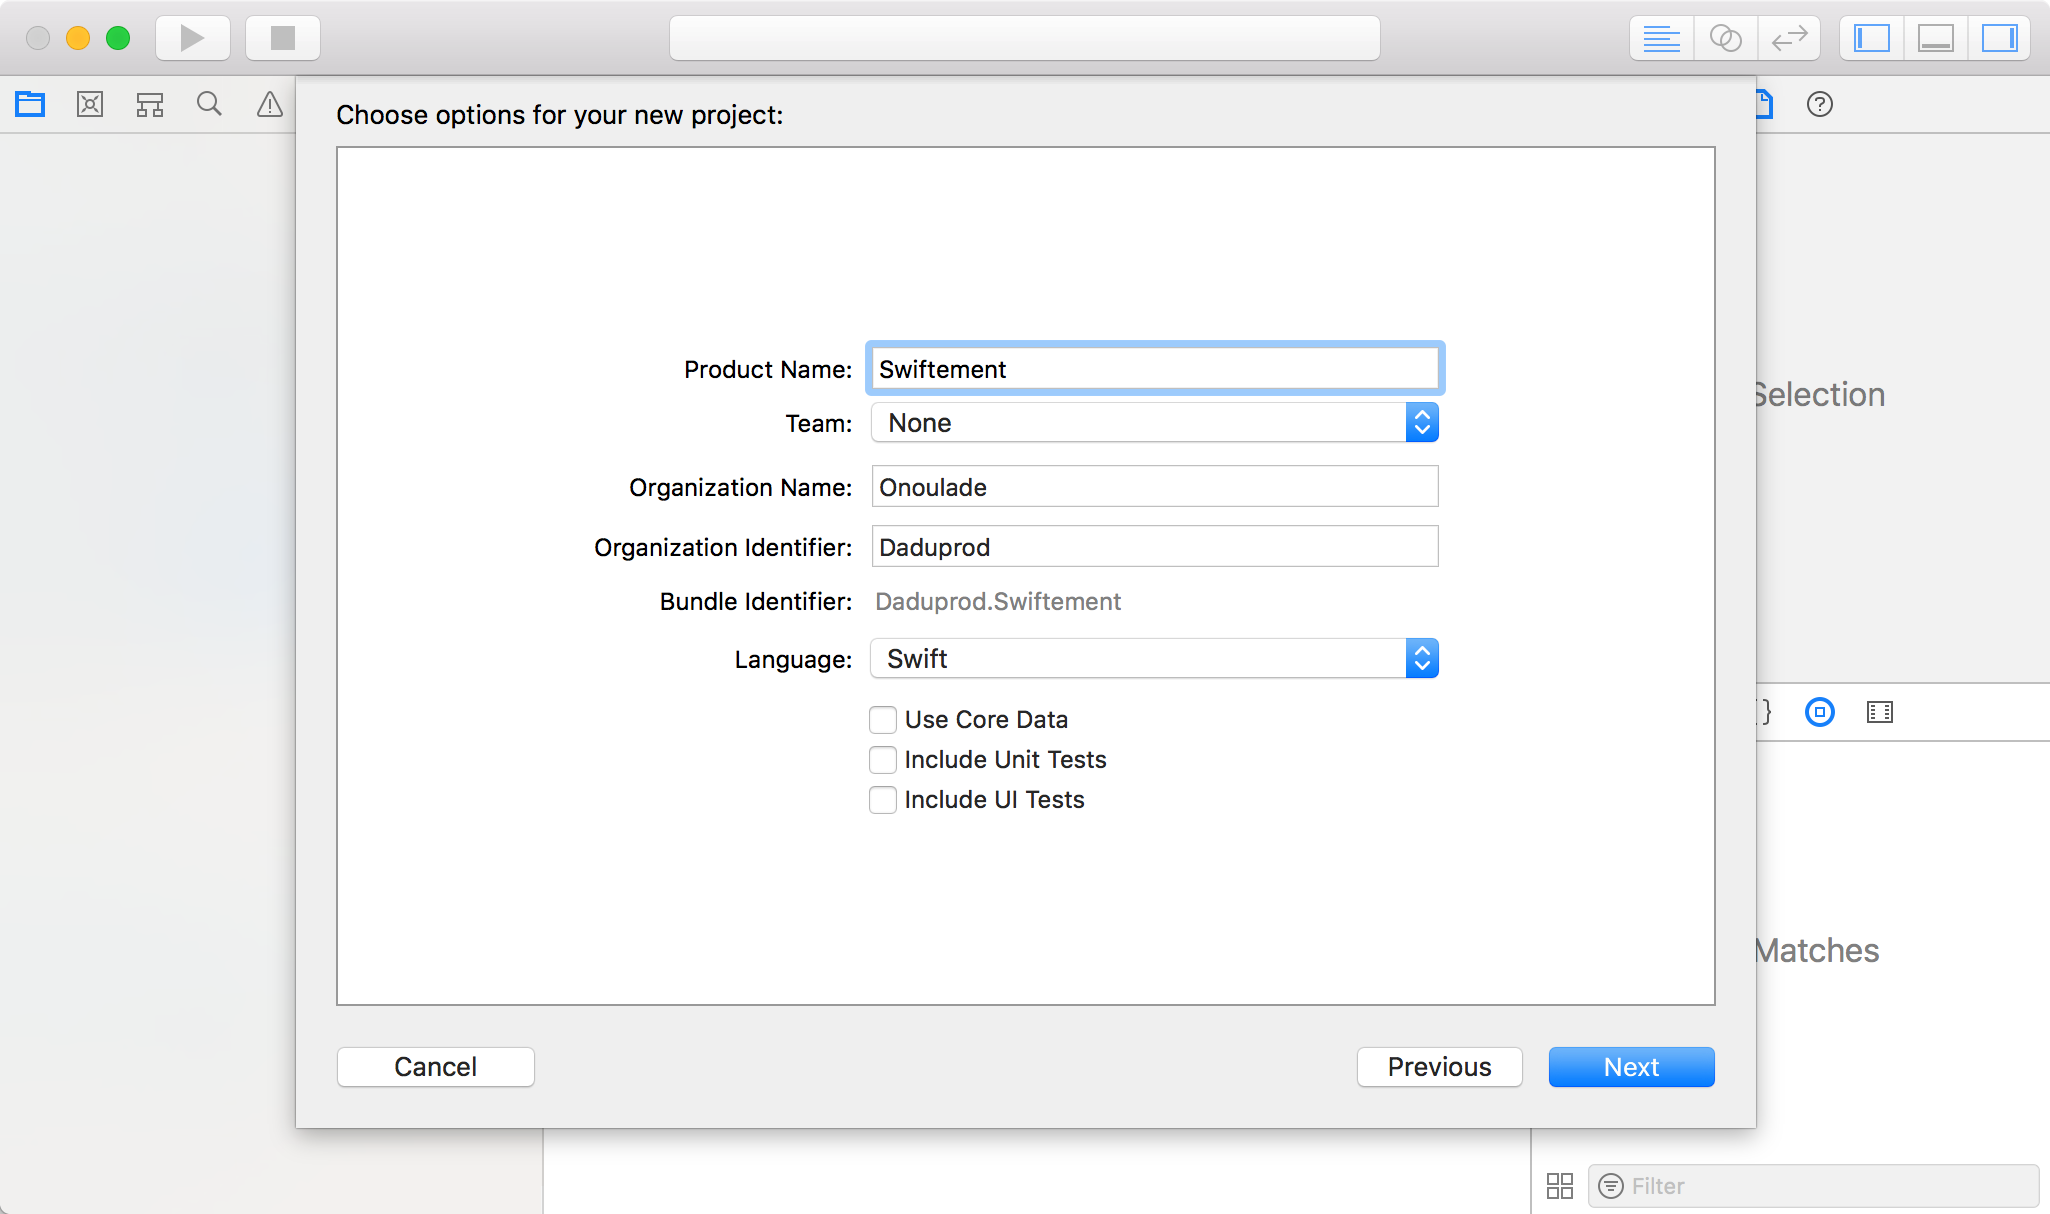 Choose options for your new project:
Product Name: Swiftement
Team: None
Organization Name: Onoulade
Organization Identifier: Daduprod
Bundle Identifier: Daduprod.Swiftement
Language: Swift
Use Core Data
Include Unit Tests
Include UI Tests
Cancel Previous Next
Selection
Matches
Filter